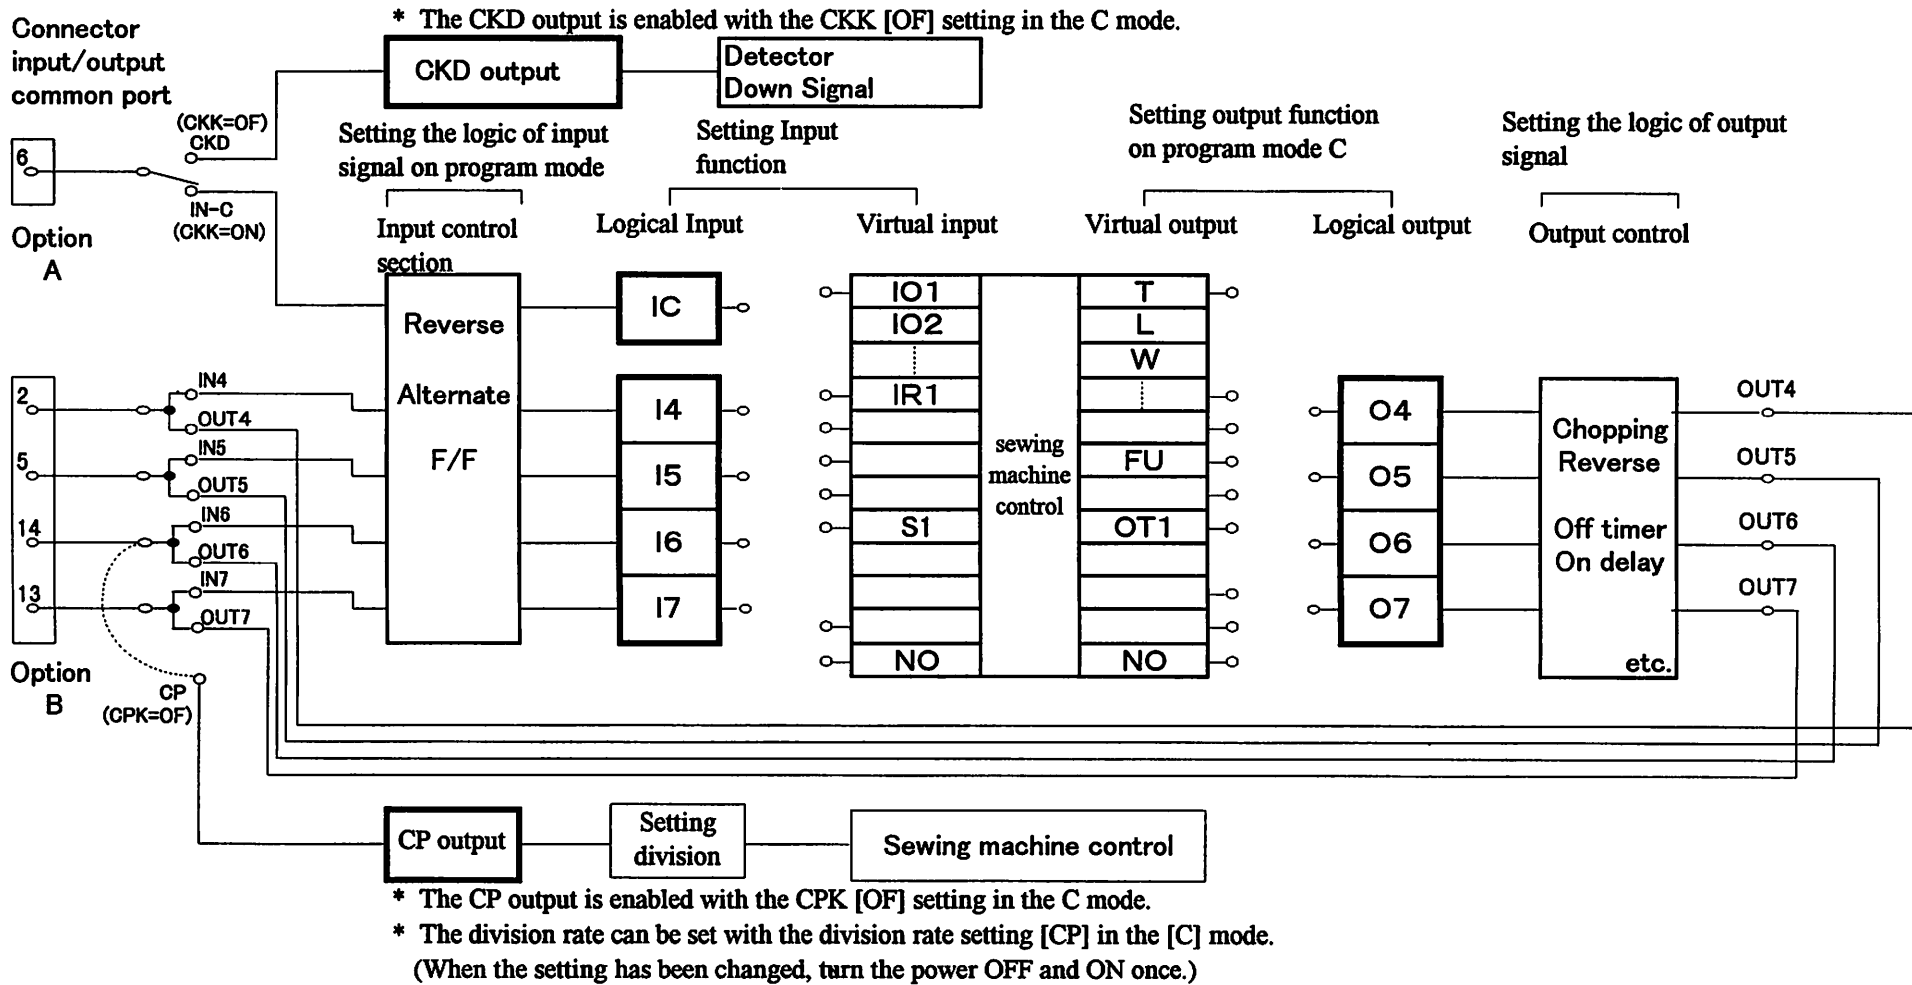 * The CKD output is enabled with the CKK [OF] setting in the C mode.
Connector
input/output
common port
CKD output
Detector
Down Signal
(CKK=OF)
CKD
6
IN-C
(CKK=ON)
Option
A
Setting the logic of input
signal on program mode
Setting Input
function
Setting output function
on program mode C
Setting the logic of output
signal
Input control
section
Logical Input
Virtual input
Virtual output
Logical output
Output control
Reverse
Alternate
F/F
IC
I4
I5
I6
I7
IO1
IO2
IR1
S1
NO
sewing
machine
control
T
L
W
FU
OT1
NO
O4
O5
O6
O7
Chopping
Reverse
Off timer
On delay
etc.
OUT4
OUT5
OUT6
OUT7
2
IN4
OUT4
5
IN5
OUT5
14
IN6
OUT6
13
IN7
OUT7
Option
B
CP
(CPK=OF)
CP output
Setting
division
Sewing machine control
* The CP output is enabled with the CPK [OF] setting in the C mode.
* The division rate can be set with the division rate setting [CP] in the [C] mode.
(When the setting has been changed, turn the power OFF and ON once.)